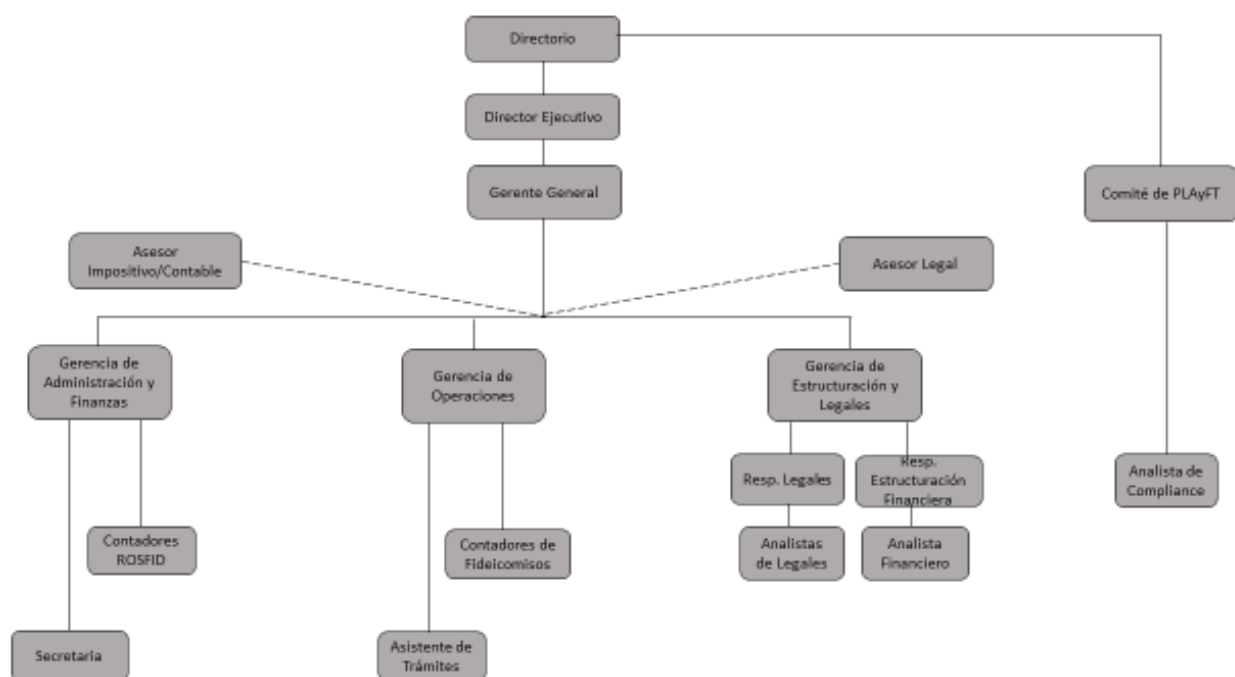 Directorio
Director Ejecutivo
Gerente General
Comité de PLAyFT
Asesor
Impositivo/Contable
Asesor Legal
Gerencia de
Administración y
Finanzas
Gerencia de
Operaciones
Gerencia de
Estructuración y
Legales
Resp. Legales
Resp.
Estructuración
Financiera
Analista de
Compliance
Contadores
ROSFID
Contadores de
Fideicomisos
Analistas
de Legales
Analista
Financiero
Secretaria
Asistente de
Trámites